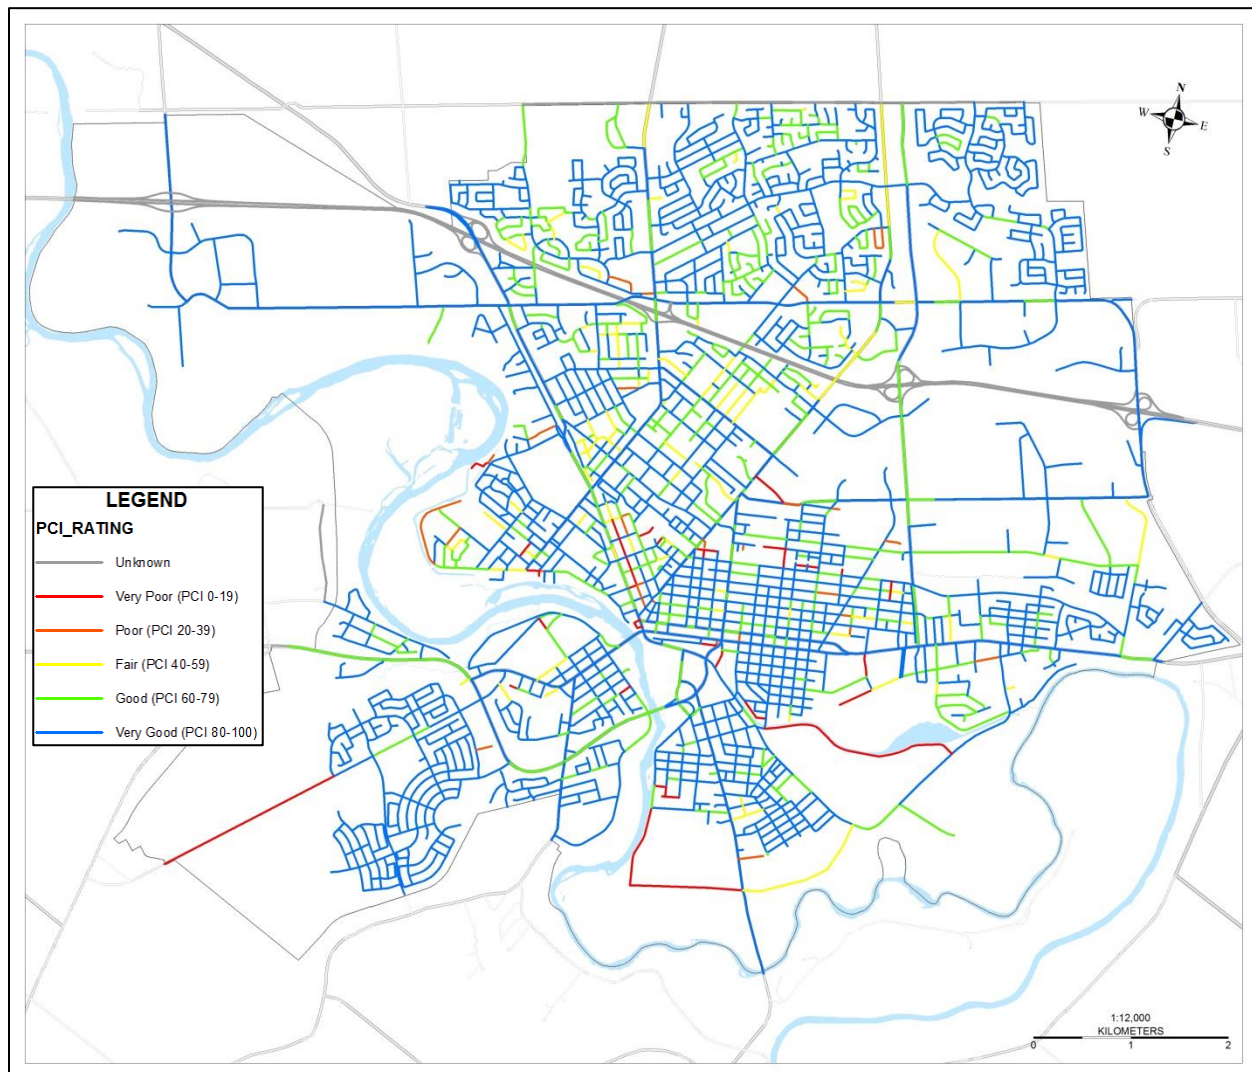 N
W
E
S
LEGEND
PCI_RATING
Unknown
Very Poor (PCI 0-19)
Poor (PCI 20-39)
Fair (PCI 40-59)
Good (PCI 60-79)
Very Good (PCI 80-100)
1:12,000
KILOMETERS
0 1 2